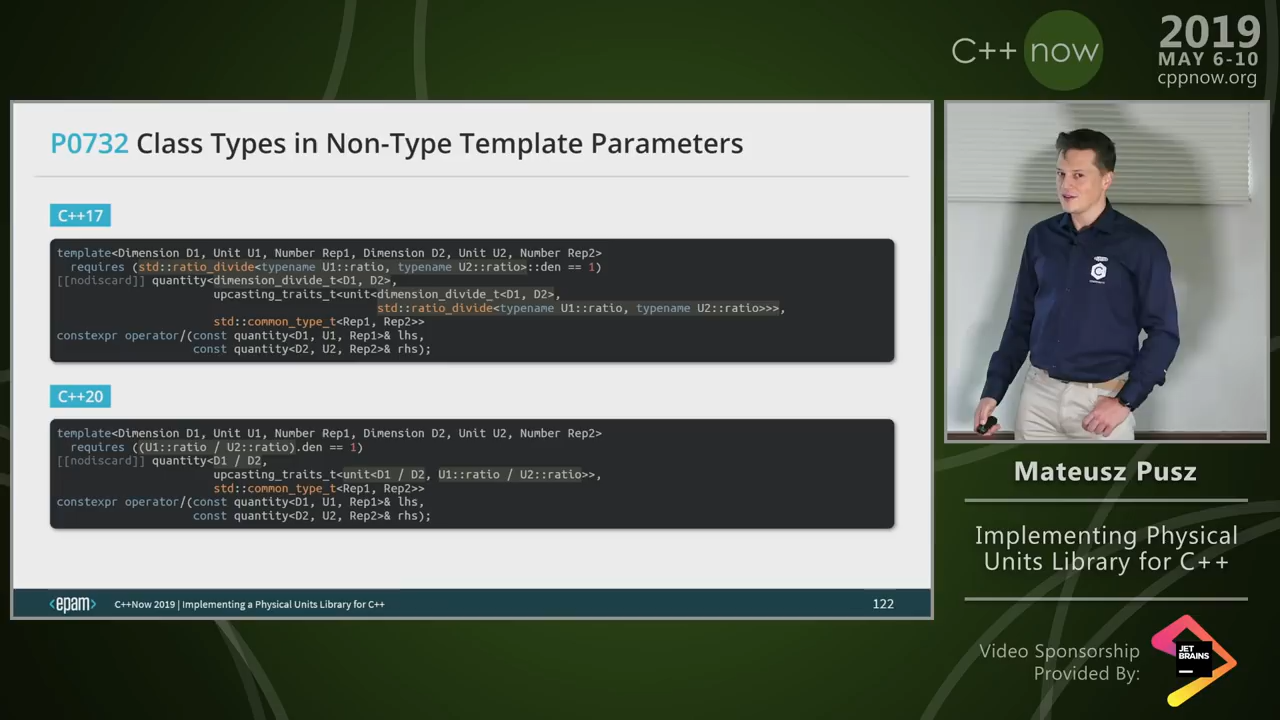 C++ now
2019
MAY 6-10
cppnow.org
P0732 Class Types in Non-Type Template Parameters
C++17
template<Dimension D1, Unit U1, Number Rep1, Dimension D2, Unit U2, Number Rep2>
requires (std::ratio_divide<typename U1::ratio, typename U2::ratio>::den == 1)
[[nodiscard]] quantity<dimension_divide_t<D1, D2>,
upcasting_traits_t<unit<dimension_divide_t<D1, D2>,
std::ratio_divide<typename U1::ratio, typename U2::ratio>>>,
std::common_type_t<Rep1, Rep2>>
constexpr operator/(const quantity<D1, U1, Rep1>& lhs,
const quantity<D2, U2, Rep2>& rhs);
C++20
template<Dimension D1, Unit U1, Number Rep1, Dimension D2, Unit U2, Number Rep2>
requires ((U1::ratio / U2::ratio).den == 1)
[[nodiscard]] quantity<D1 / D2,
upcasting_traits_t<unit<D1 / D2, U1::ratio / U2::ratio>>,
std::common_type_t<Rep1, Rep2>>
constexpr operator/(const quantity<D1, U1, Rep1>& lhs,
const quantity<D2, U2, Rep2>& rhs);
<epam> C++Now 2019 | Implementing a Physical Units Library for C++ 122
Mateusz Pusz
Implementing Physical
Units Library for C++
Video Sponsorship
Provided By:
JET
BRAINS